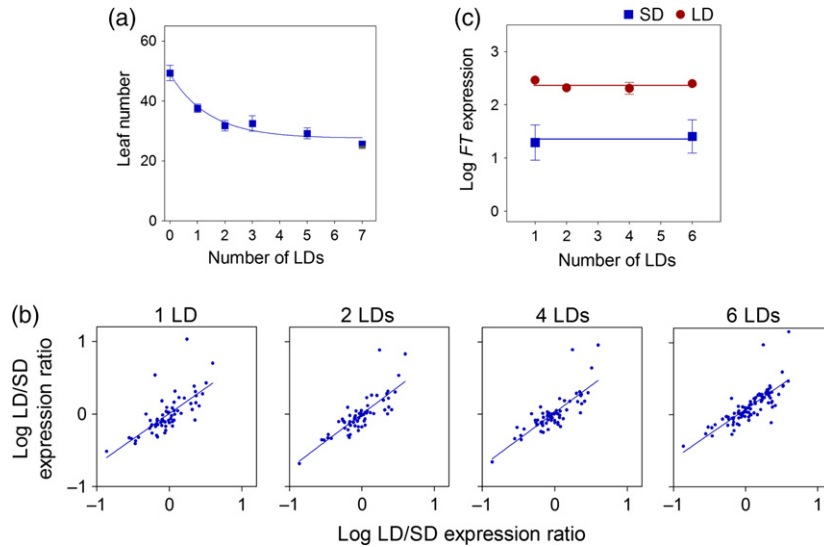 (a)
60
40
20
0
Leaf number
0 1 2 3 4 5 6 7
Number of LDs
(c)
SD LD
3
2
1
0
Log FT expression
1 2 3 4 5 6
Number of LDs
(b)
1 LD
2 LDs
4 LDs
6 LDs
Log LD/SD
expression ratio
1
0
−1
−1 0 1
−1 0 1
−1 0 1
−1 0 1
Log LD/SD expression ratio